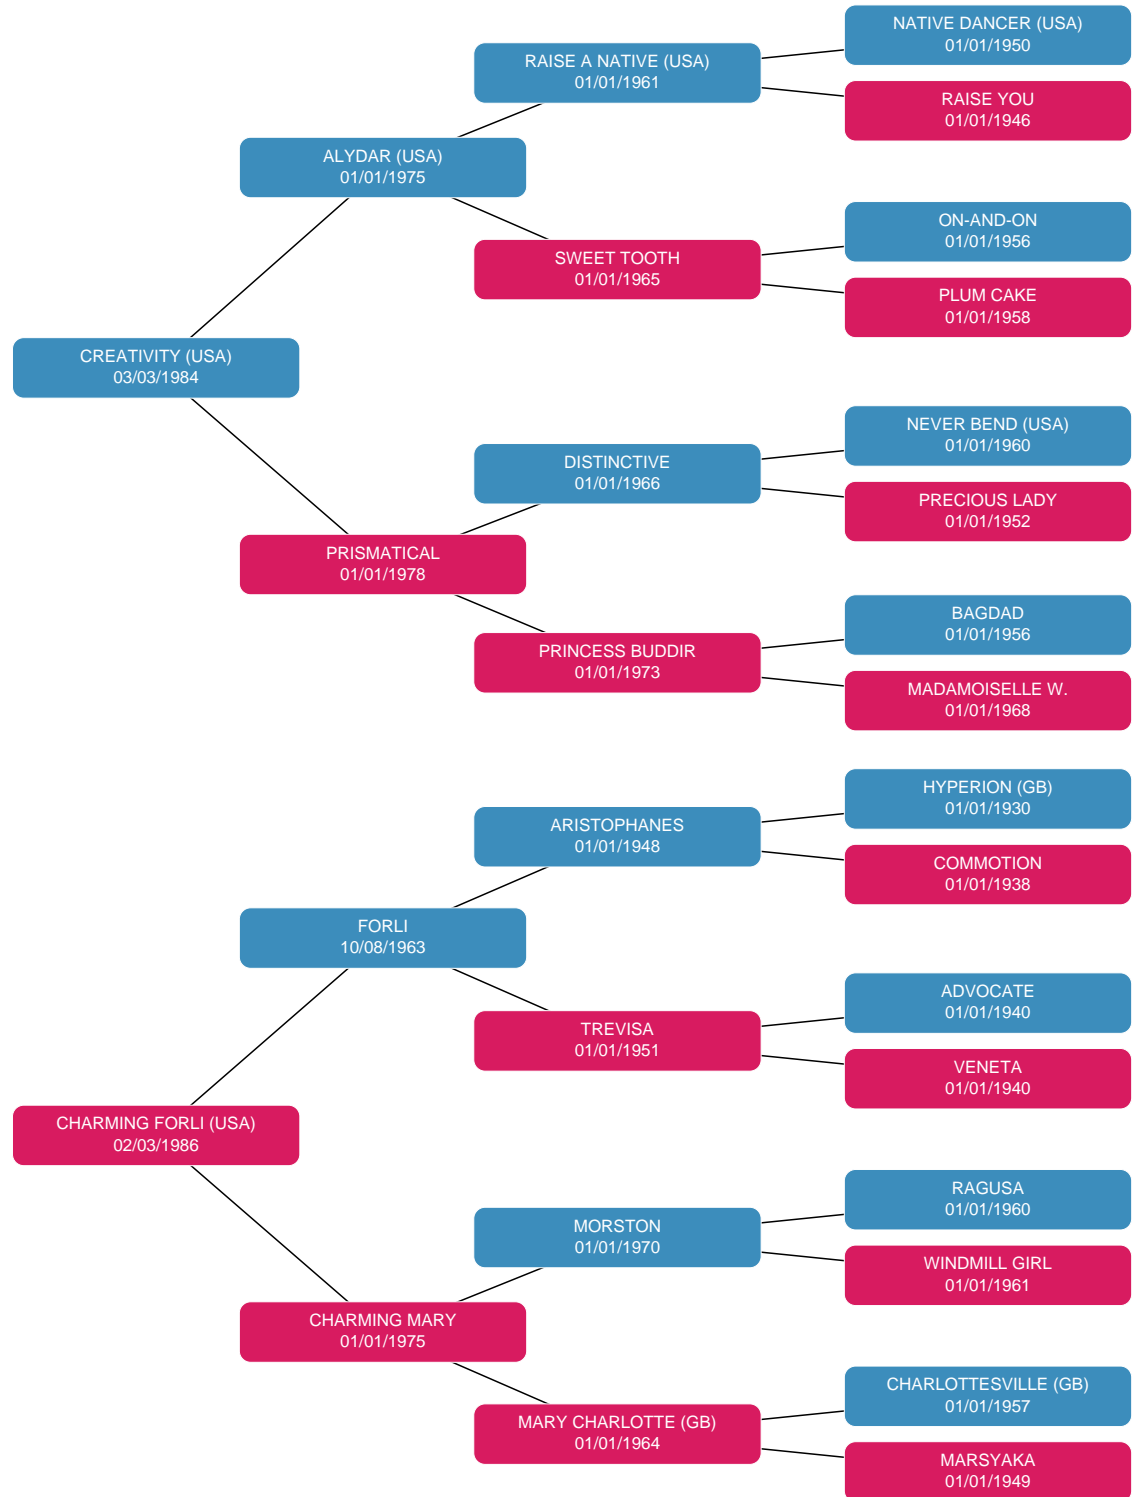 NATIVE DANCER (USA)
01/01/1950
RAISE A NATIVE (USA)
01/01/1961
RAISE YOU
01/01/1946
ALYDAR (USA)
01/01/1975
ON-AND-ON
01/01/1956
SWEET TOOTH
01/01/1965
PLUM CAKE
01/01/1958
CREATIVITY (USA)
03/03/1984
NEVER BEND (USA)
01/01/1960
DISTINCTIVE
01/01/1966
PRECIOUS LADY
01/01/1952
PRISMATICAL
01/01/1978
BAGDAD
01/01/1956
PRINCESS BUDDIR
01/01/1973
MADAMOISELLE W.
01/01/1968
HYPERION (GB)
01/01/1930
ARISTOPHANES
01/01/1948
COMMOTION
01/01/1938
FORLI
10/08/1963
ADVOCATE
01/01/1940
TREVISA
01/01/1951
VENETA
01/01/1940
CHARMING FORLI (USA)
02/03/1986
RAGUSA
01/01/1960
MORSTON
01/01/1970
WINDMILL GIRL
01/01/1961
CHARMING MARY
01/01/1975
CHARLOTTESVILLE (GB)
01/01/1957
MARY CHARLOTTE (GB)
01/01/1964
MARSYAKA
01/01/1949